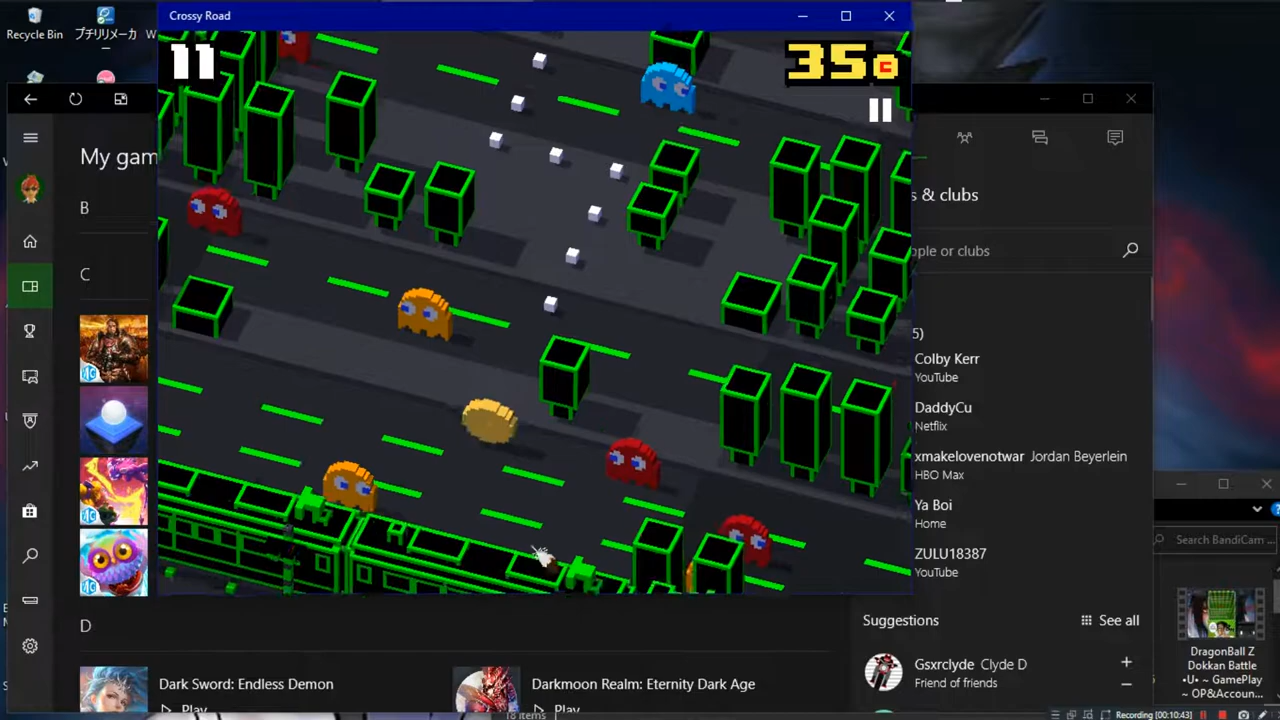 Crossy Road
Recycle Bin
プチリメーカ
11
35
C
My gam
B
s & clubs
ople or clubs
C
5)
Colby Kerr
YouTube
DaddyCu
Netflix
xmakelovenotwar Jordan Beyerlein
HBO Max
Ya Boi
Home
ZULU18387
YouTube
Search BandiCam ...
D
Suggestions
See all
Gsxrclyde Clyde D
Friend of friends
Dark Sword: Endless Demon
Play
Darkmoon Realm: Eternity Dark Age
Play
DragonBall Z
Dokkan Battle
•U• ~ GamePlay
~ OP&Accoun...
18 items
Recording [00:10:43]